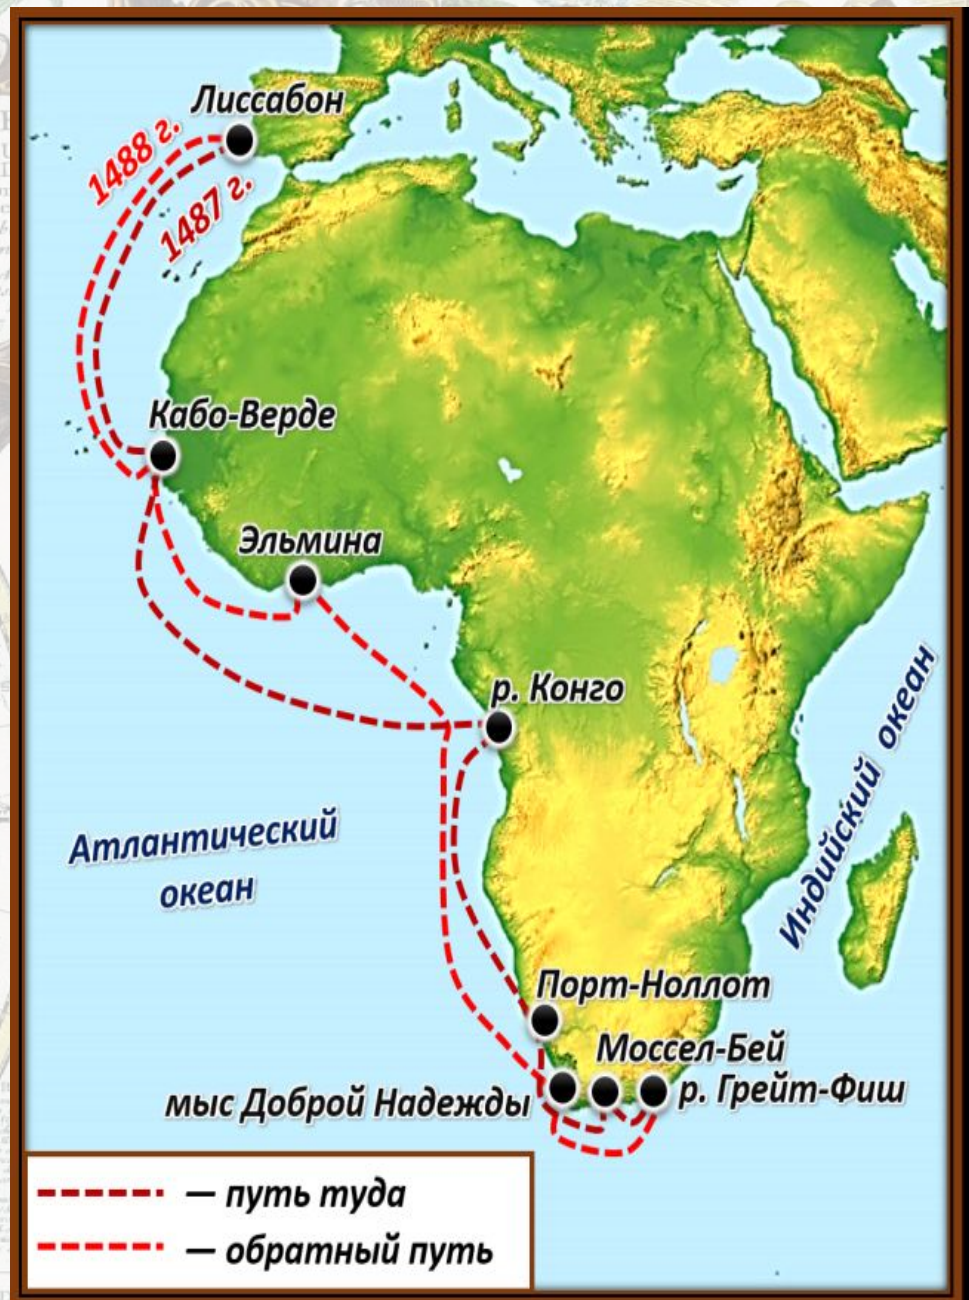 Лиссабон
1488 г.
1487 г.
Кабо-Верде
Эльмина
р. Конго
Атлантический
океан
Индийский океан
Порт-Ноллот
Моссел-Бей
мыс Доброй Надежды
р. Грейт-Фиш
— путь туда
— обратный путь